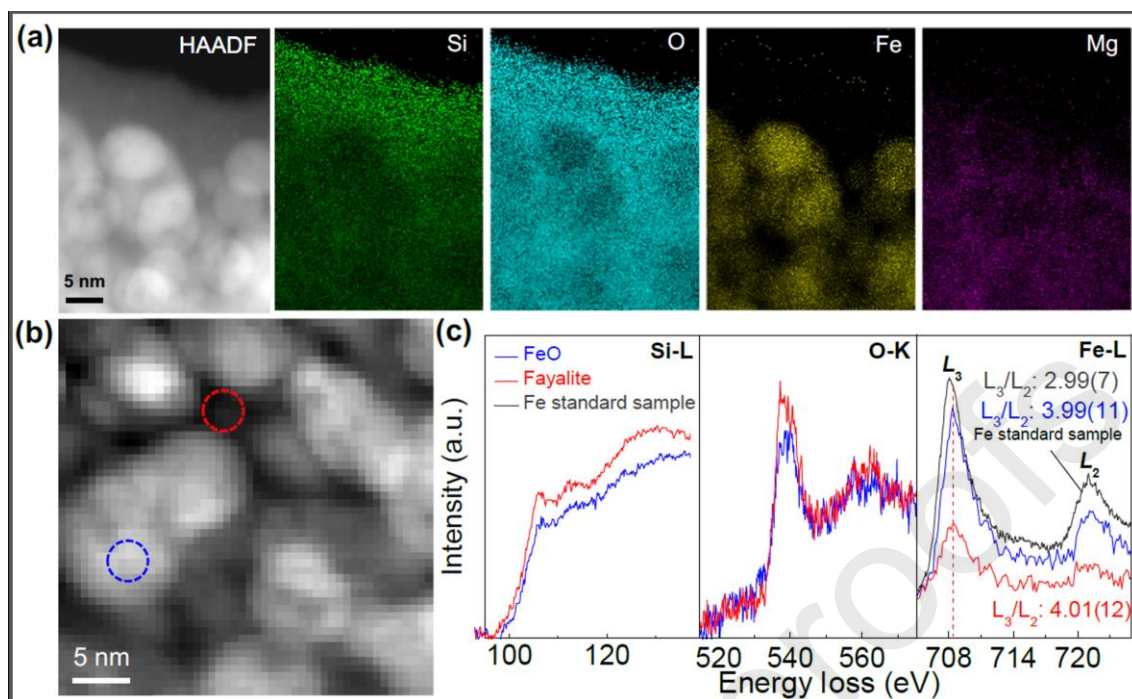 (a)
HAADF
Si
O
Fe
Mg
5 nm
(b)
5 nm
(c)
Intensity (a.u.)
FeO
Fayalite
Fe standard sample
Si-L
O-K
Fe-L
L₃
L₃/L₂: 2.99(7)
L₃/L₂: 3.99(11)
Fe standard sample
L₂
L₃/L₂: 4.01(12)
100 120
520 540 560
708 714 720
Energy loss (eV)
roofs